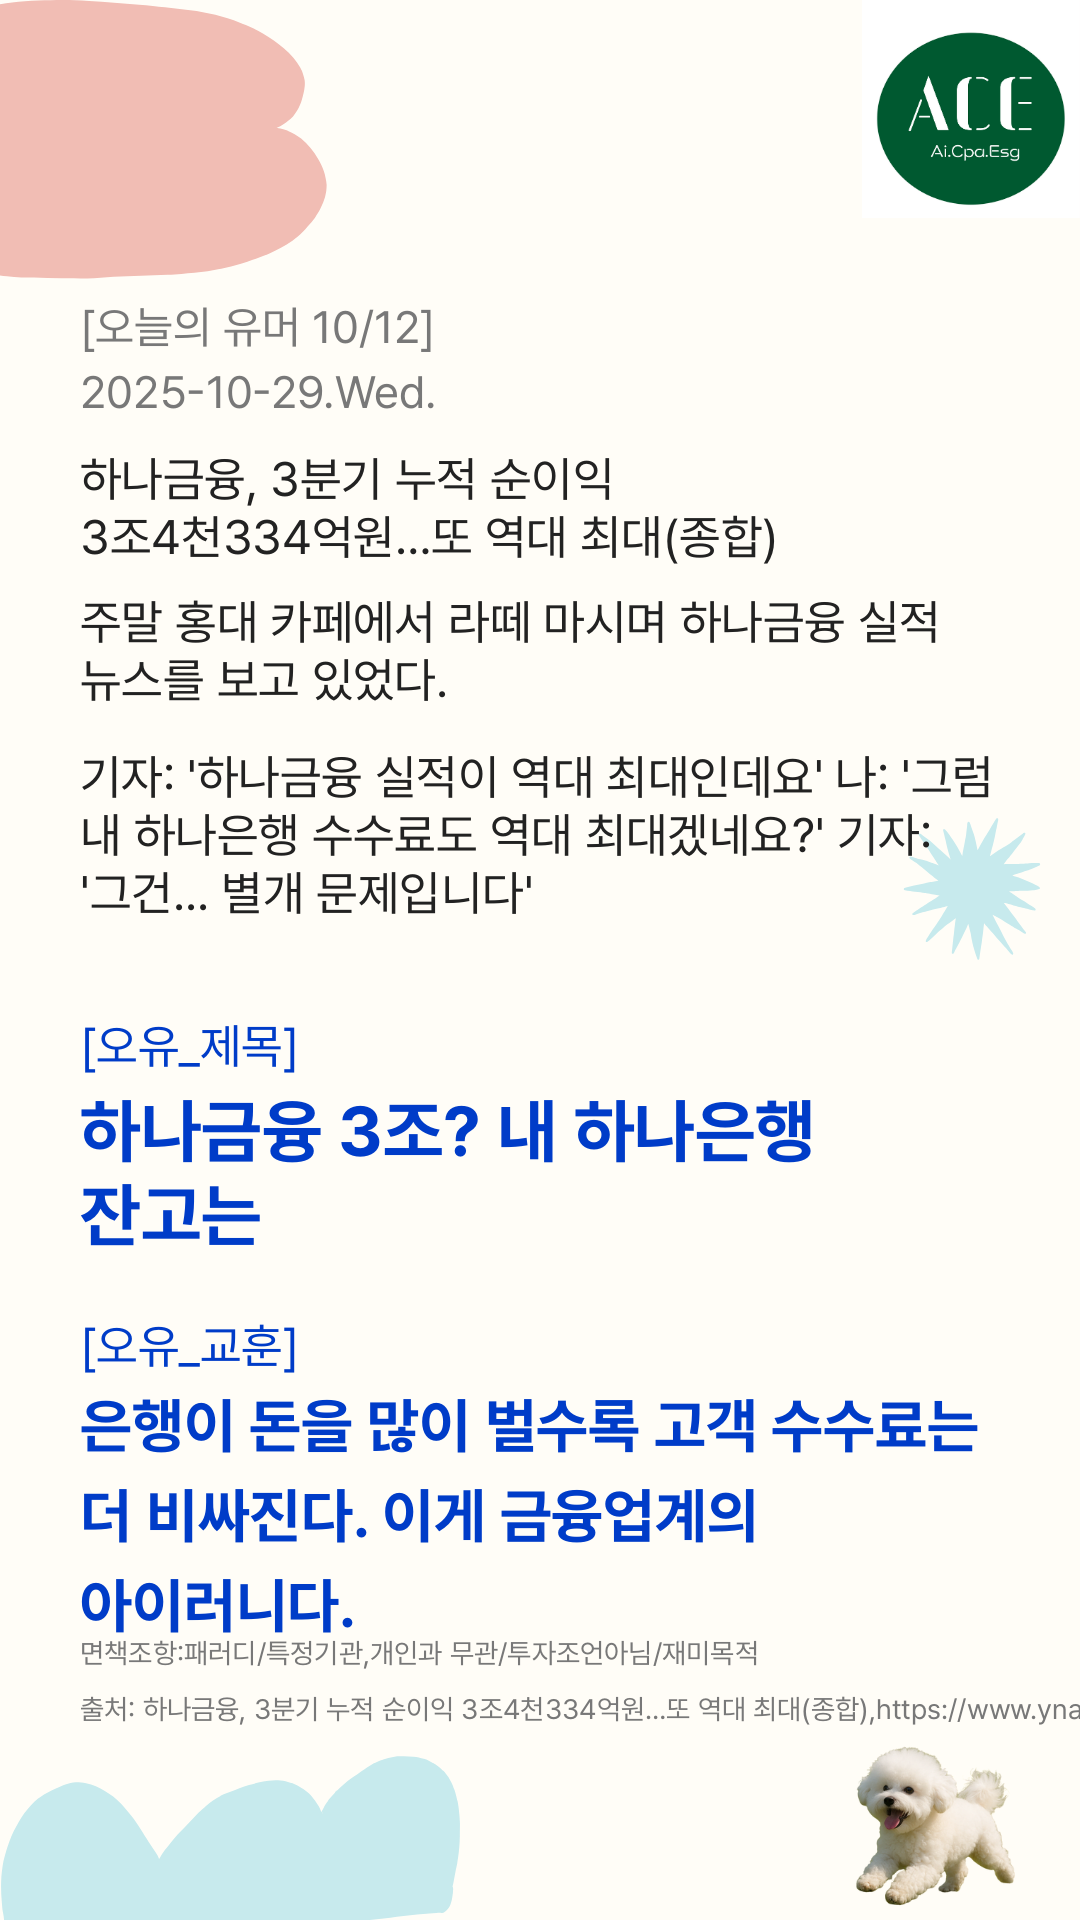 ACE
Ai.Cpa.Esg
[오늘의 유머 10/12]
2025-10-29.Wed.
하나금융, 3분기 누적 순이익
3조4천334억원...또 역대 최대(종합)
주말 홍대 카페에서 라떼 마시며 하나금융 실적
뉴스를 보고 있었다.
기자: '하나금융 실적이 역대 최대인데요' 나: '그럼
내 하나은행 수수료도 역대 최대겠네요?' 기자:
'그건... 별개 문제입니다'
[오유_제목]
하나금융 3조? 내 하나은행
잔고는
[오유_교훈]
은행이 돈을 많이 벌수록 고객 수수료는
더 비싸진다. 이게 금융업계의
아이러니다.
면책조항:패러디/특정기관,개인과 무관/투자조언아님/재미목적
출처: 하나금융, 3분기 누적 순이익 3조4천334억원...또 역대 최대(종합),https://www.yna